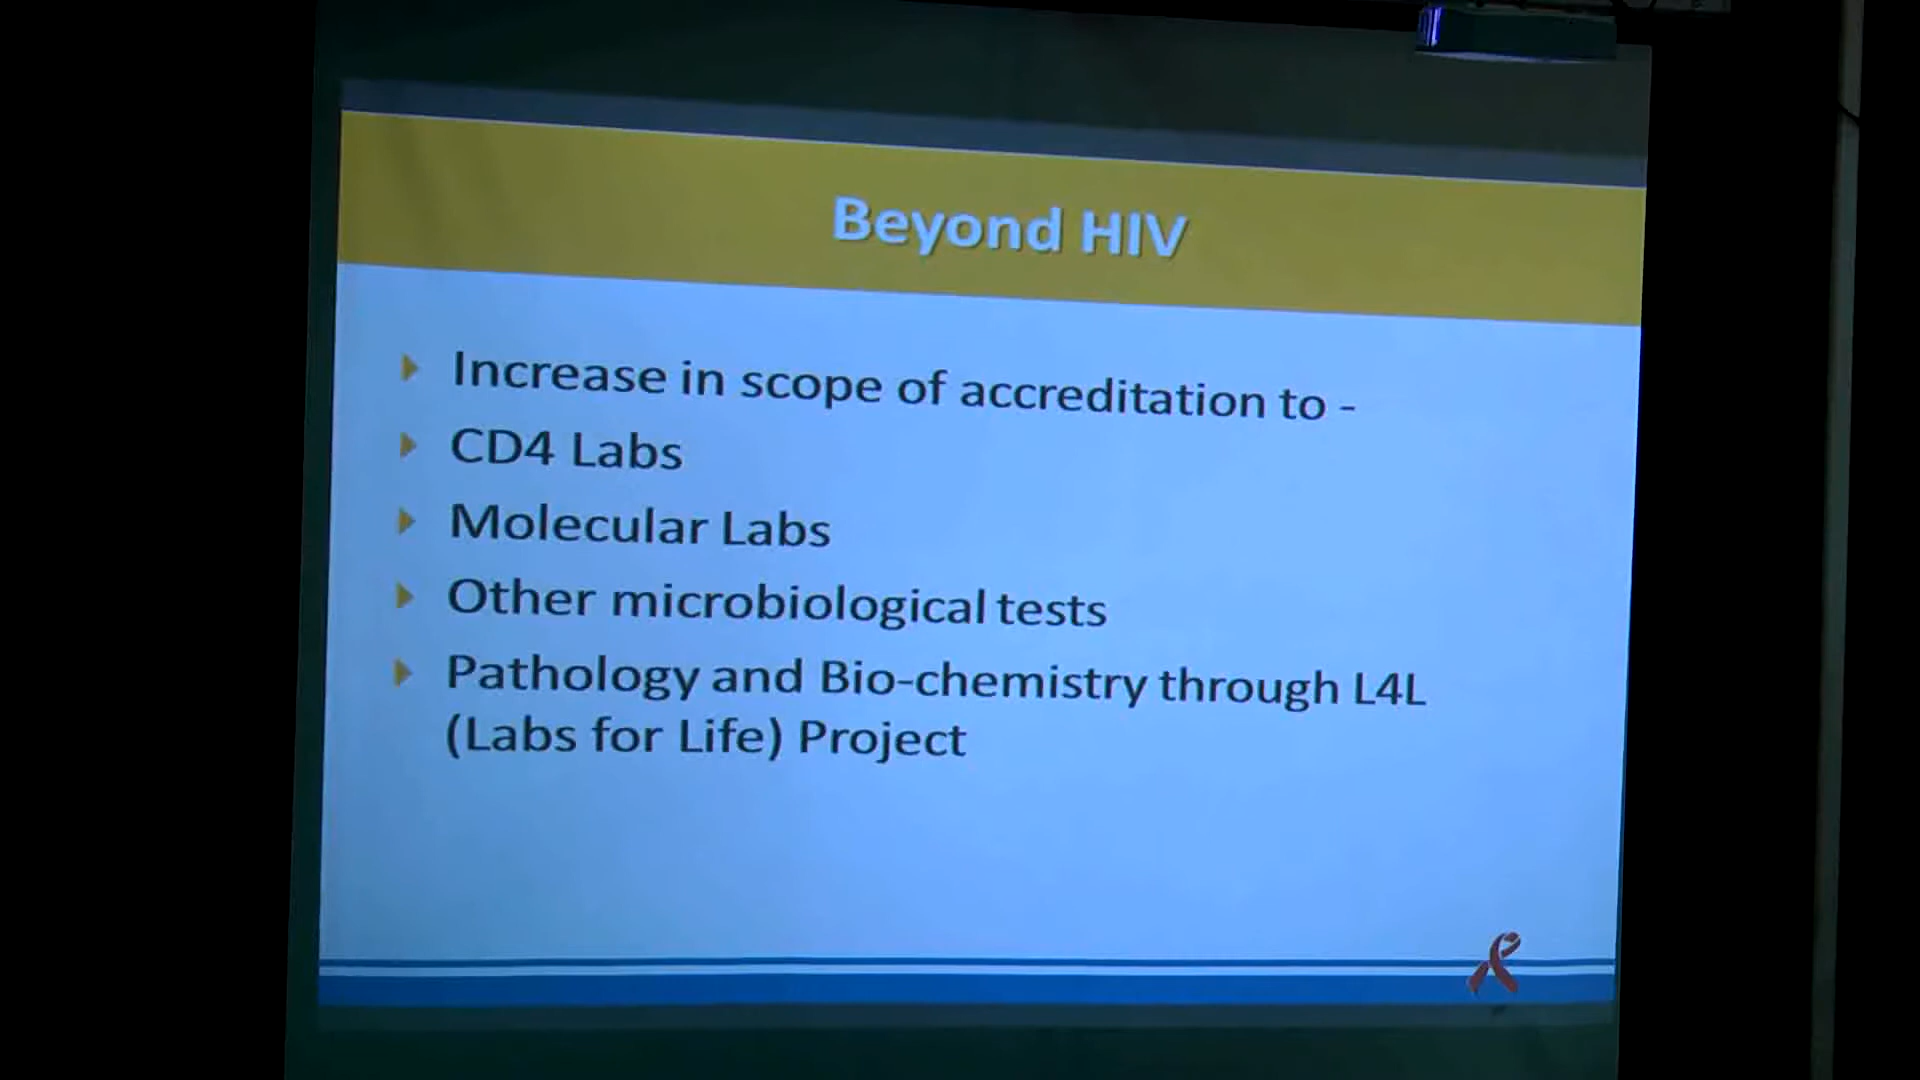 Beyond HIV
Increase in scope of accreditation to -
CD4 Labs
Molecular Labs
Other microbiological tests
Pathology and Bio-chemistry through L4L
(Labs for Life) Project